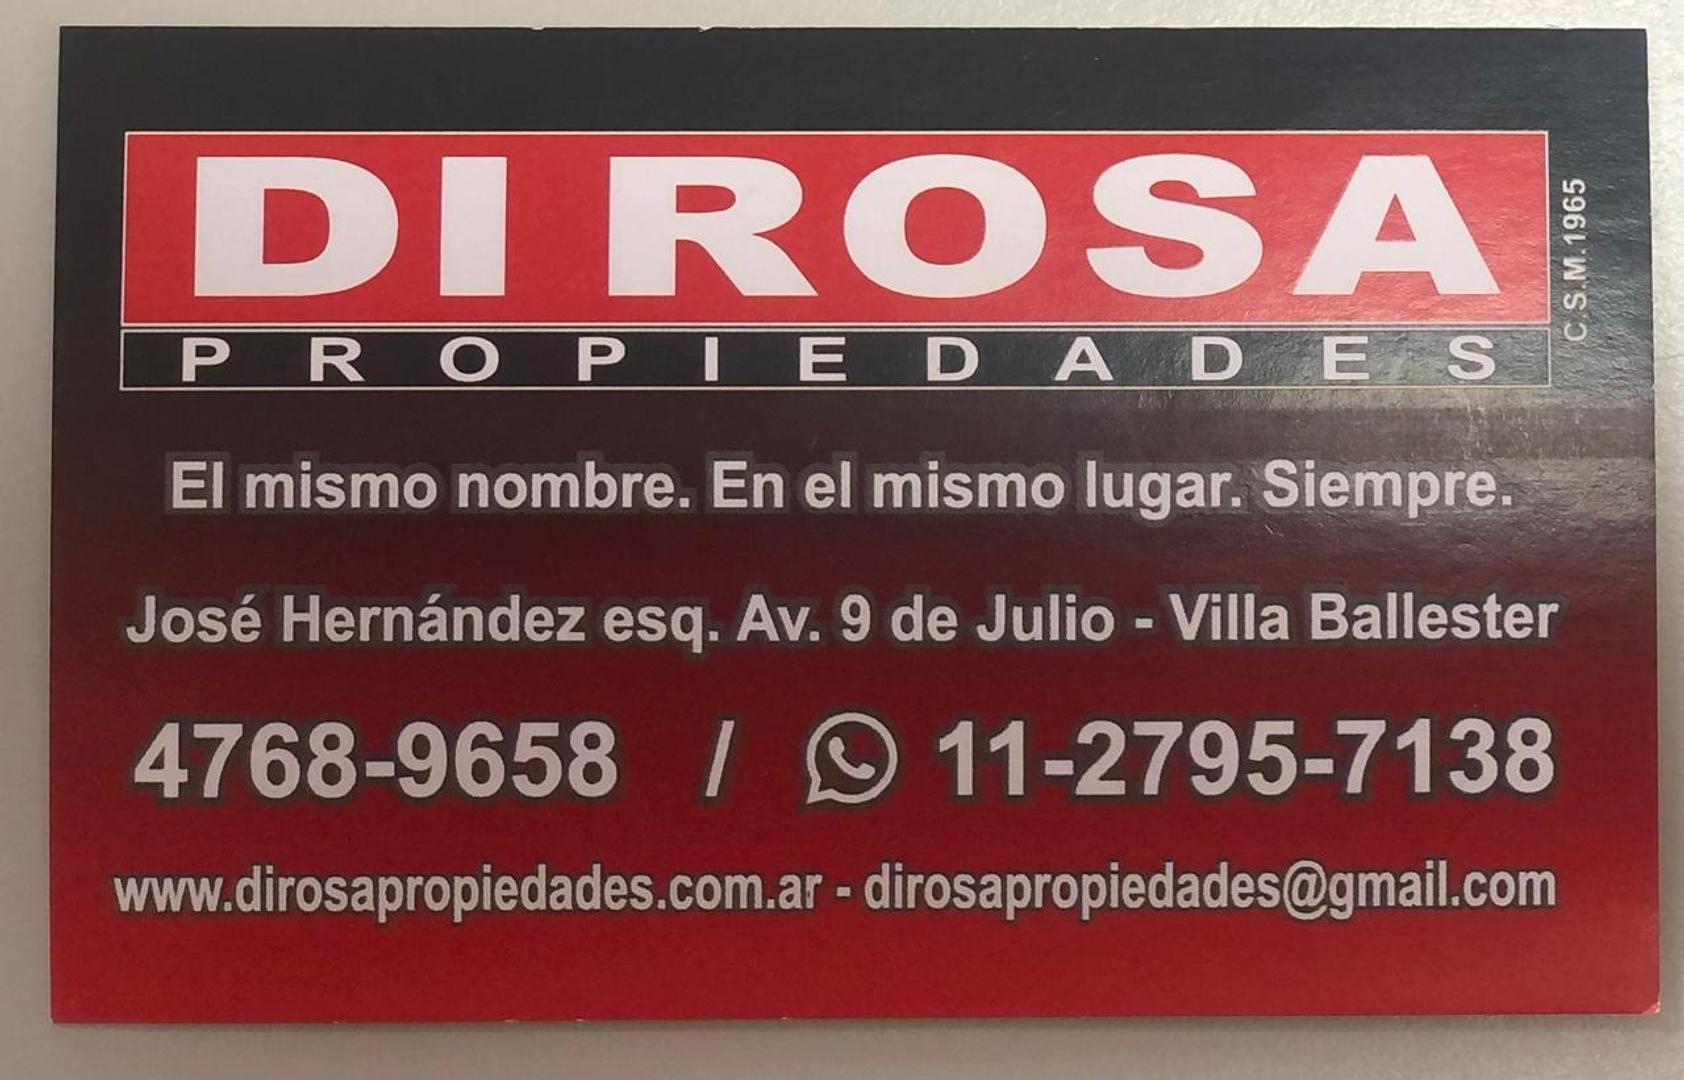 DI ROSA
PROPIEDADES
C.S.M.1965
El mismo nombre. En el mismo lugar. Siempre.
José Hernández esq. Av. 9 de Julio - Villa Ballester
4768-9658 / 11-2795-7138
www.dirosapropiedades.com.ar - dirosapropiedades@gmail.com